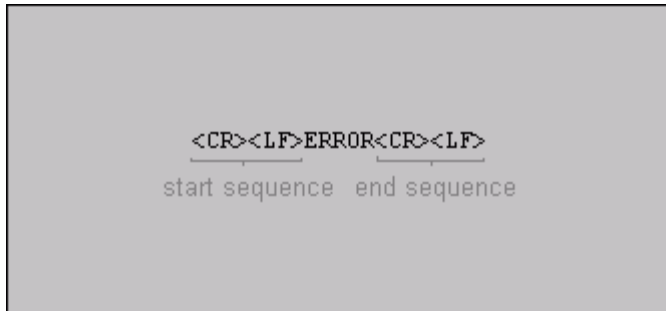 <CR><LF>ERROR<CR><LF>
start sequence end sequence